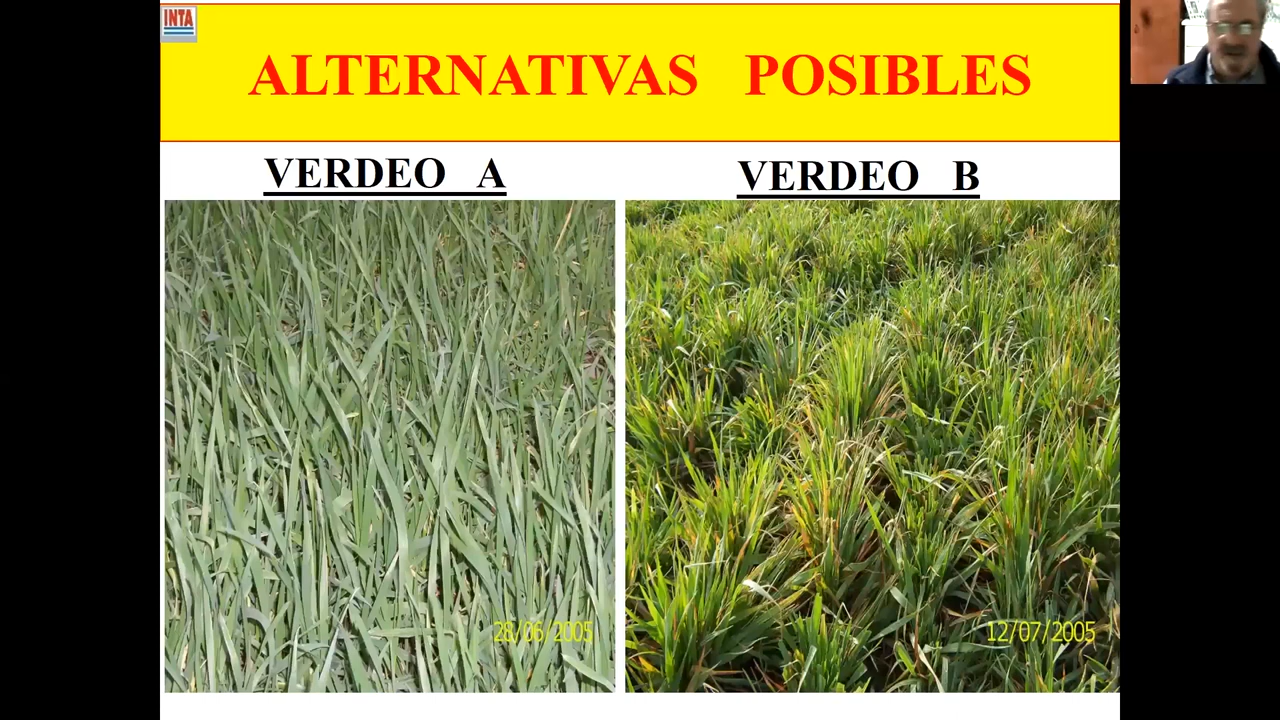 INTA
ALTERNATIVAS POSIBLES
VERDEO A
VERDEO B
28/06/2005
12/07/2005